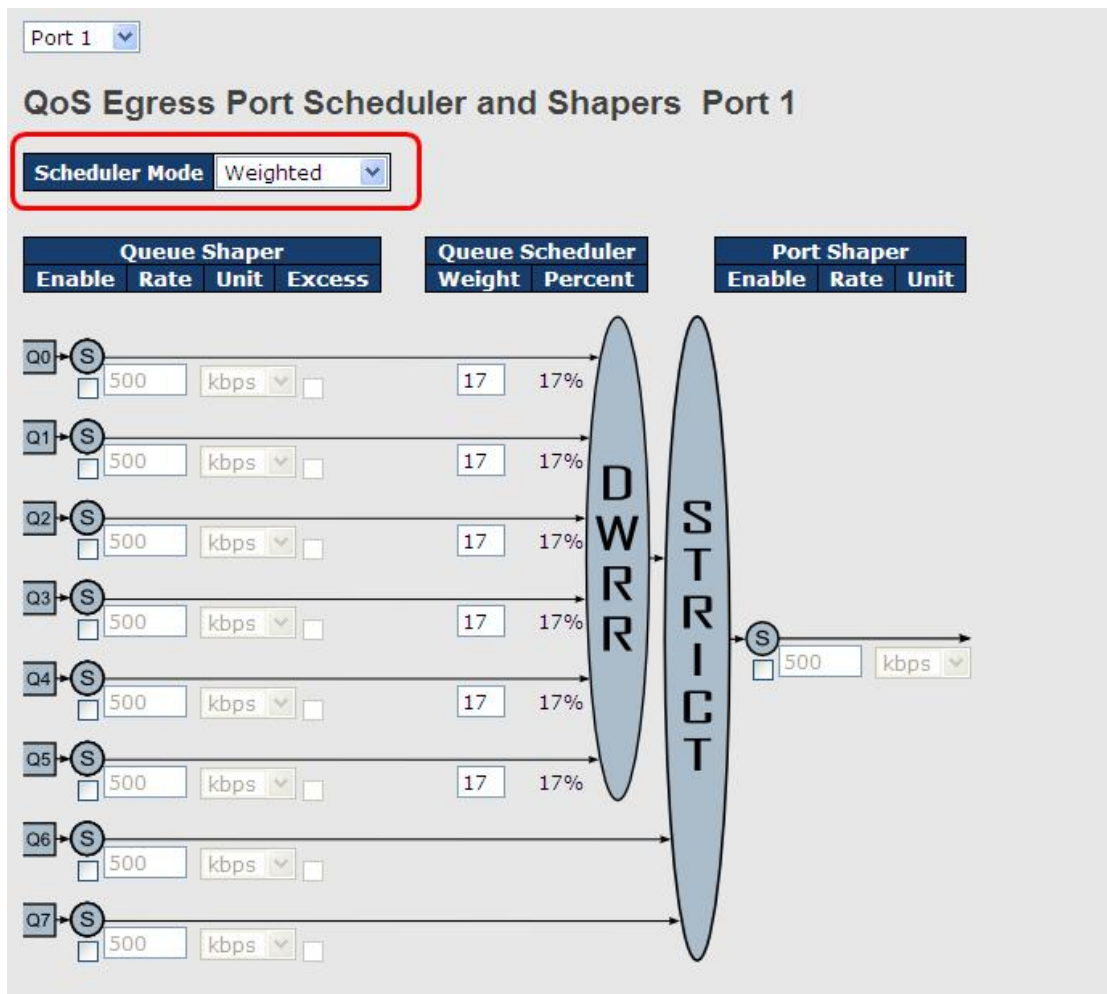 Port 1
QoS Egress Port Scheduler and Shapers Port 1
Scheduler Mode Weighted
Queue Shaper Queue Scheduler Port Shaper
Enable Rate Unit Excess Weight Percent Enable Rate Unit
Q0 S
500 kbps 17 17%
Q1 S
500 kbps 17 17%
Q2 S
500 kbps 17 17%
Q3 S
500 kbps 17 17%
Q4 S
500 kbps 17 17%
Q5 S
500 kbps 17 17%
Q6 S
500 kbps
Q7 S
500 kbps
DWRR
STRICT
S
500 kbps